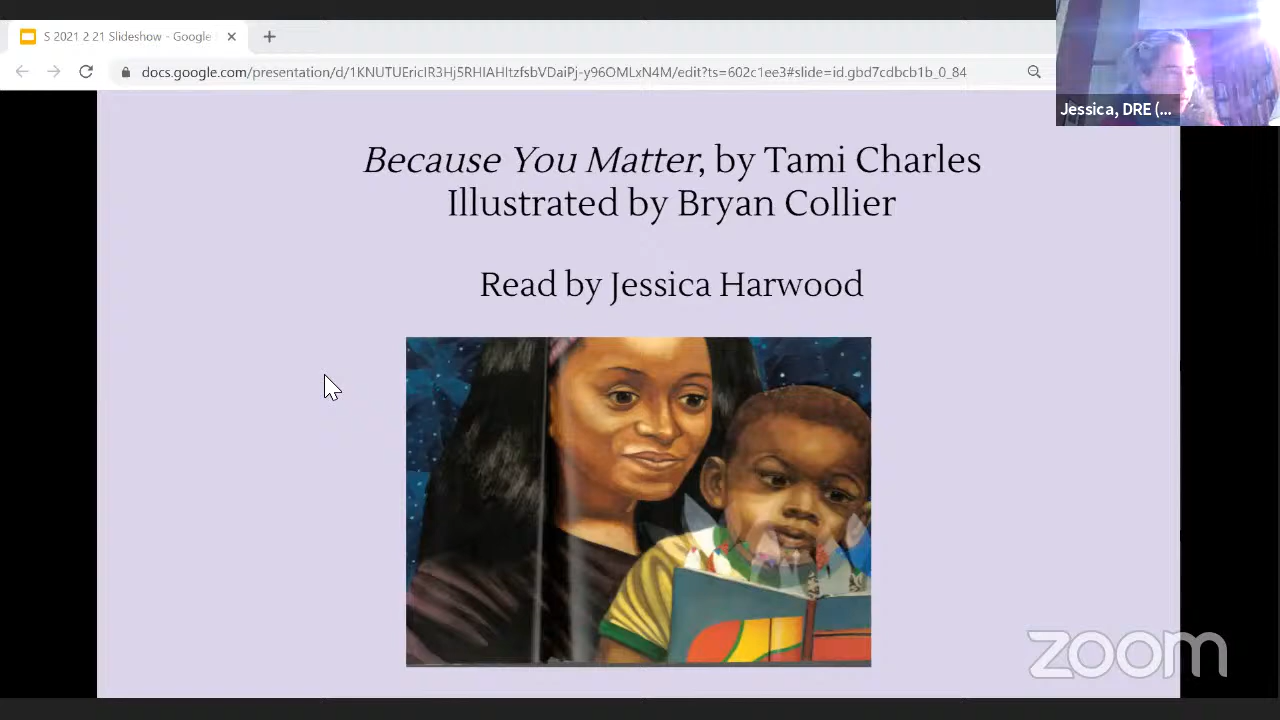 S 2021 2 21 Slideshow - Google
docs.google.com/presentation/d/1KNUTUEricIR3Hj5RHIAHItzfsbVDaiPj-y96OMLxN4M/edit?ts=602c1ee3#slide=id.gbd7cdbcb1b_0_84
Jessica, DRE (...
Because You Matter, by Tami Charles
Illustrated by Bryan Collier
Read by Jessica Harwood
zoom